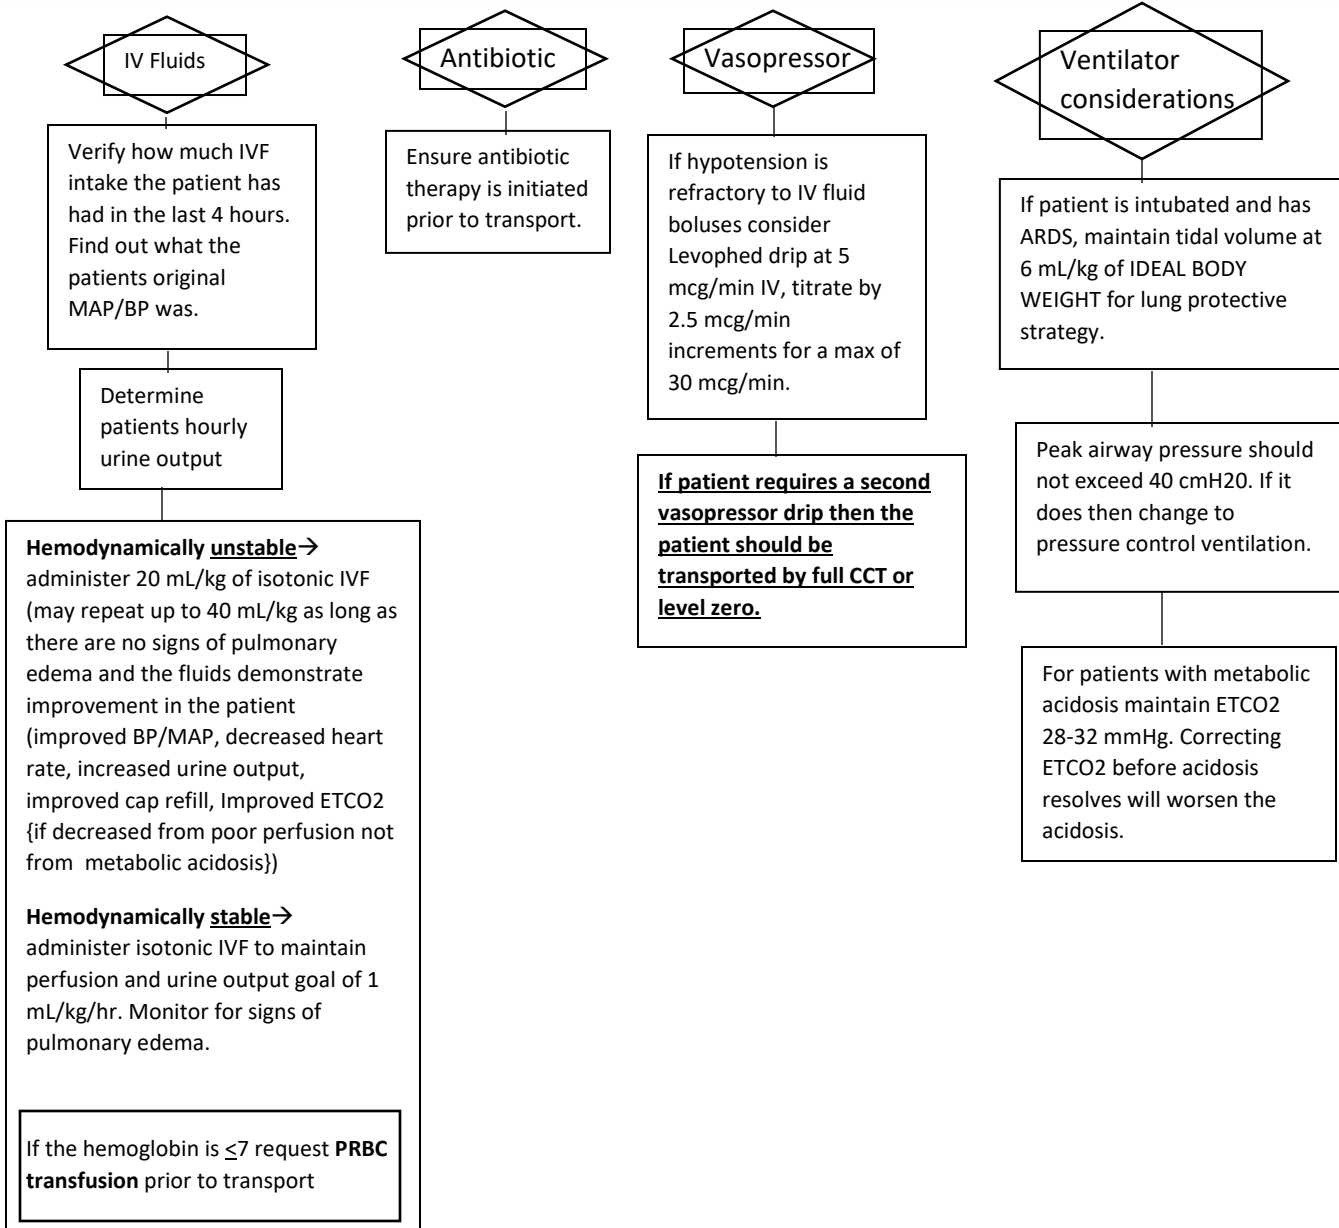 IV Fluids
Verify how much IVF
intake the patient has
had in the last 4 hours.
Find out what the
patients original
MAP/BP was.
Determine
patients hourly
urine output
Hemodynamically unstable→
administer 20 mL/kg of isotonic IVF
(may repeat up to 40 mL/kg as long as
there are no signs of pulmonary
edema and the fluids demonstrate
improvement in the patient
(improved BP/MAP, decreased heart
rate, increased urine output,
improved cap refill, Improved ETCO2
{if decreased from poor perfusion not
from metabolic acidosis})
Hemodynamically stable→
administer isotonic IVF to maintain
perfusion and urine output goal of 1
mL/kg/hr. Monitor for signs of
pulmonary edema.
If the hemoglobin is <7 request PRBC
transfusion prior to transport
Antibiotic
Ensure antibiotic
therapy is initiated
prior to transport.
Vasopressor
If hypotension is
refractory to IV fluid
boluses consider
Levophed drip at 5
mcg/min IV, titrate by
2.5 mcg/min
increments for a max of
30 mcg/min.
If patient requires a second
vasopressor drip then the
patient should be
transported by full CCT or
level zero.
Ventilator
considerations
If patient is intubated and has
ARDS, maintain tidal volume at
6 mL/kg of IDEAL BODY
WEIGHT for lung protective
strategy.
Peak airway pressure should
not exceed 40 cmH20. If it
does then change to
pressure control ventilation.
For patients with metabolic
acidosis maintain ETCO2
28-32 mmHg. Correcting
ETCO2 before acidosis
resolves will worsen the
acidosis.